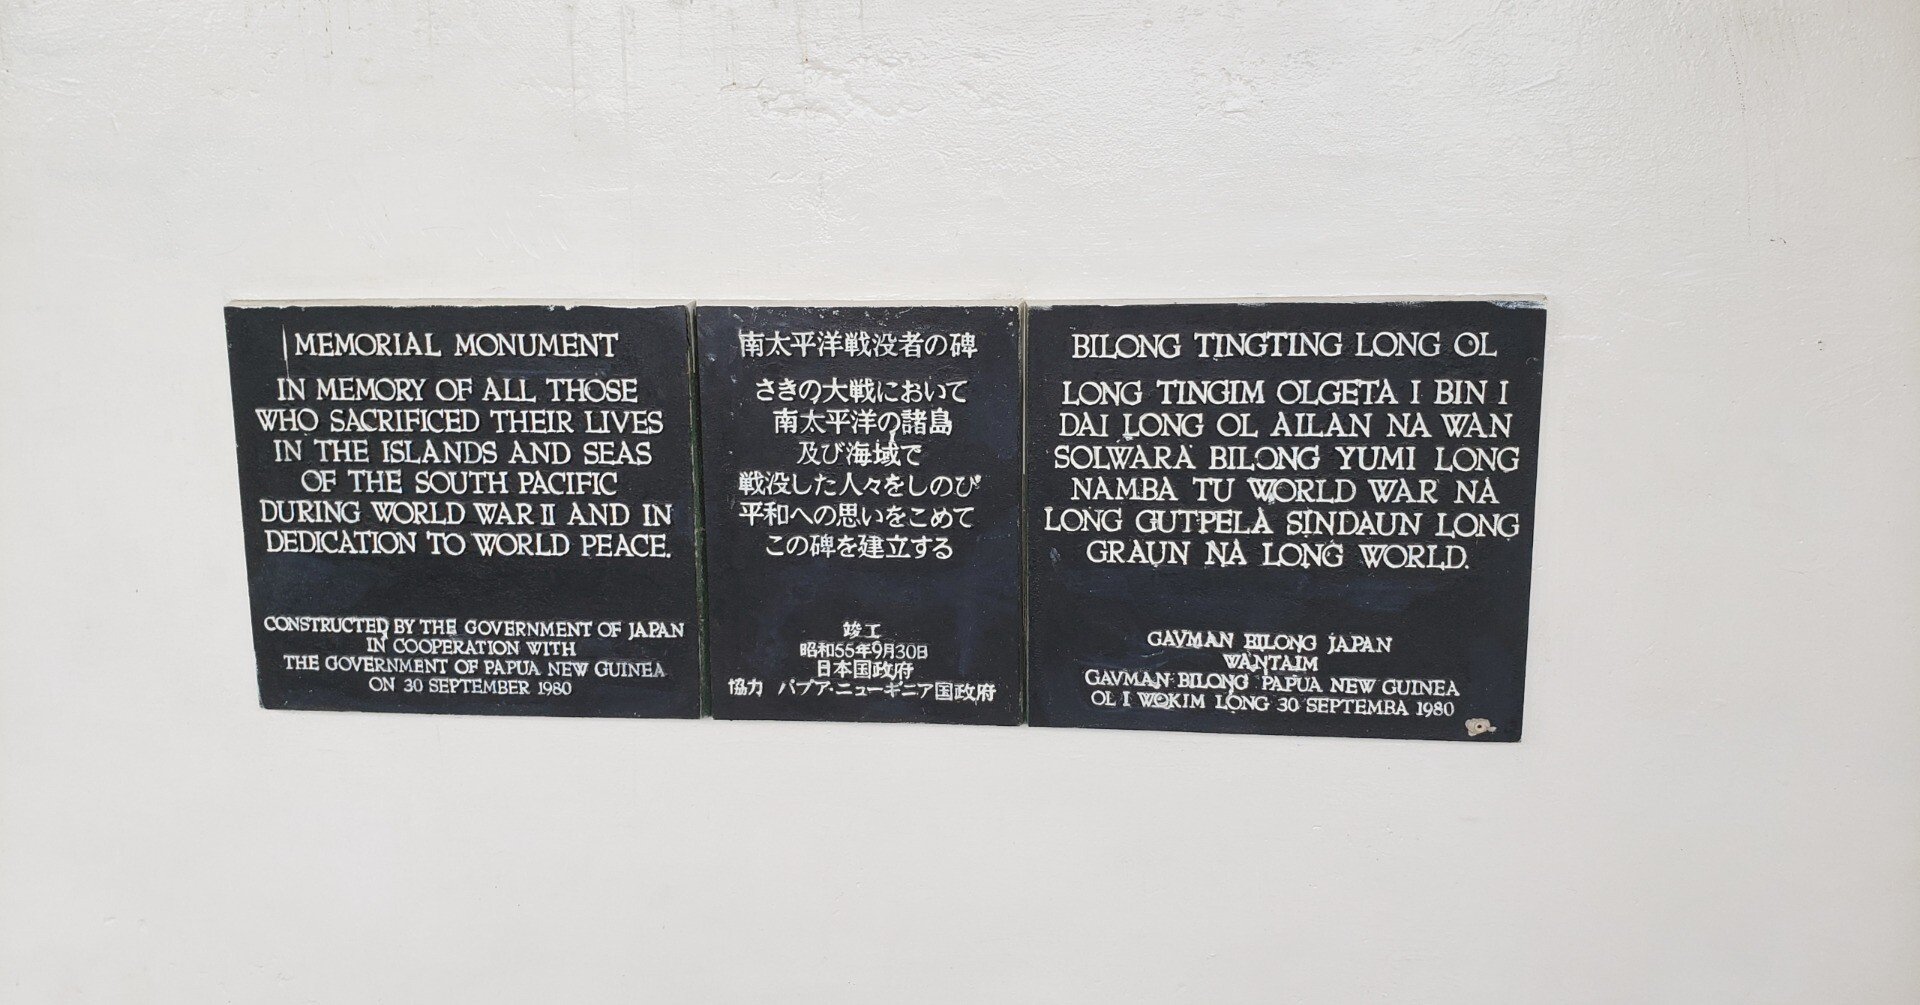 MEMORIAL MONUMENT
IN MEMORY OF ALL THOSE
WHO SACRIFICED THEIR LIVES
IN THE ISLANDS AND SEAS
OF THE SOUTH PACIFIC
DURING WORLD WAR II AND IN
DEDICATION TO WORLD PEACE.
CONSTRUCTED BY THE GOVERNMENT OF JAPAN
IN COOPERATION WITH
THE GOVERNMENT OF PAPUA NEW GUINEA
ON 30 SEPTEMBER 1980
南太平洋戦没者の碑
さきの大戦において
南太平洋の諸島
及び海域で
戦没した人々をしのび
平和への思いをこめて
この碑を建立する
竣工
昭和55年9月30日
日本国政府
協力 パプア・ニューギニア国政府
BILONG TINGTING LONG OL
LONG TINGIM OLGETA I BIN I
DAI LONG OL AILAN NA WAN
SOLWARA BILONG YUMI LONG
NAMBA TU WORLD WAR NA
LONG GUTPELA SINDAUN LONG
GRAUN NA LONG WORLD.
GAVMAN BILONG JAPAN
WANTAIM
GAVMAN BILONG PAPUA NEW GUINEA
OL I WOKIM LONG 30 SEPTEMBA 1980